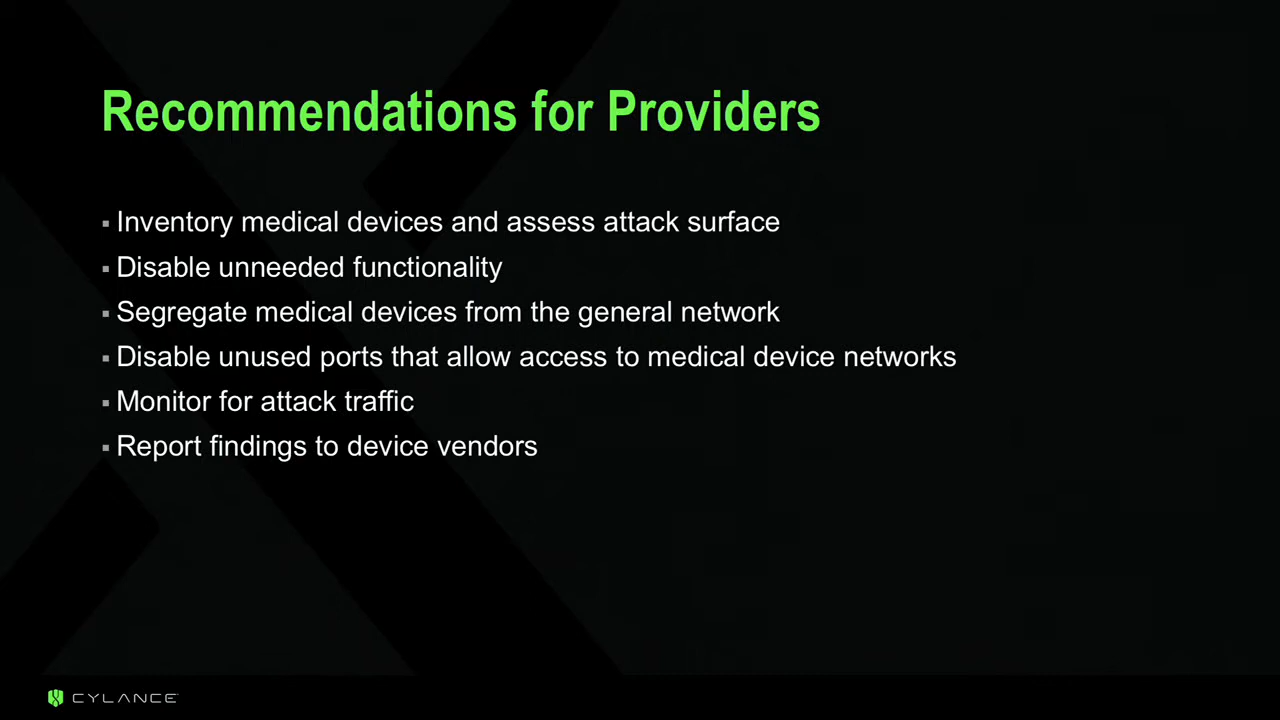 Recommendations for Providers
▪ Inventory medical devices and assess attack surface
▪ Disable unneeded functionality
▪ Segregate medical devices from the general network
▪ Disable unused ports that allow access to medical device networks
▪ Monitor for attack traffic
▪ Report findings to device vendors
CYLANCE